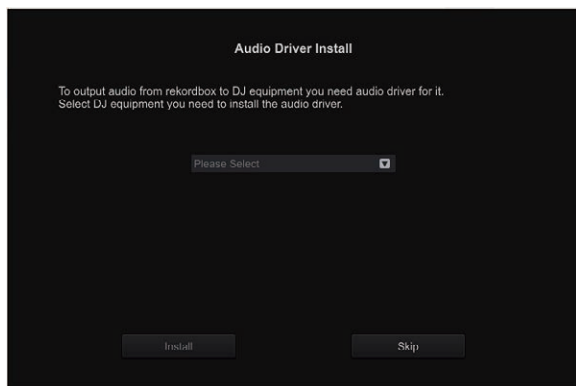 Audio Driver Install
To output audio from rekordbox to DJ equipment you need audio driver for it.
Select DJ equipment you need to install the audio driver.
Please Select
Install
Skip